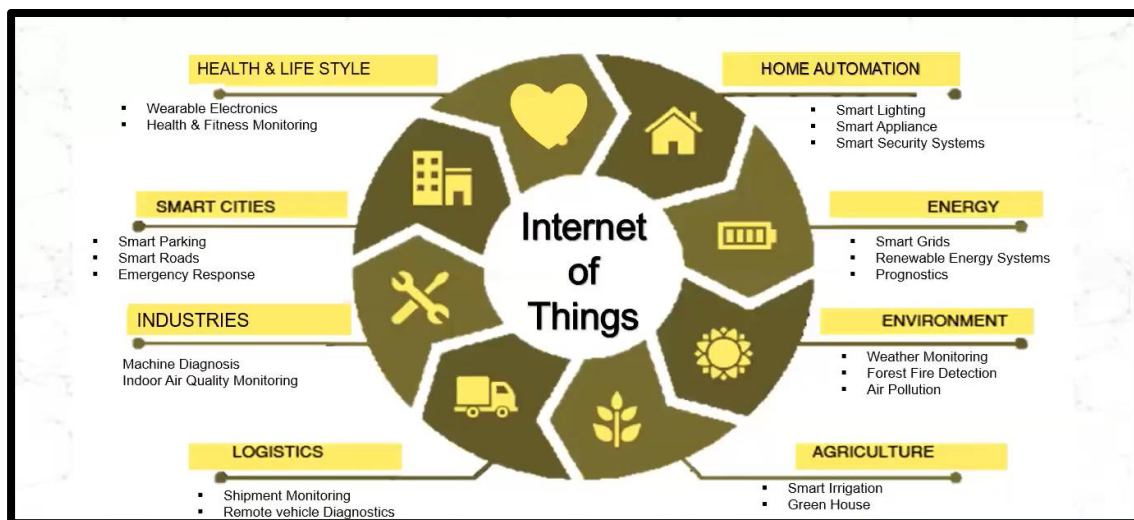 HEALTH & LIFE STYLE
Wearable Electronics
Health & Fitness Monitoring
SMART CITIES
Smart Parking
Smart Roads
Emergency Response
INDUSTRIES
Machine Diagnosis
Indoor Air Quality Monitoring
LOGISTICS
Shipment Monitoring
Remote vehicle Diagnostics
Internet
of
Things
HOME AUTOMATION
Smart Lighting
Smart Appliance
Smart Security Systems
ENERGY
Smart Grids
Renewable Energy Systems
Prognostics
ENVIRONMENT
Weather Monitoring
Forest Fire Detection
Air Pollution
AGRICULTURE
Smart Irrigation
Green House